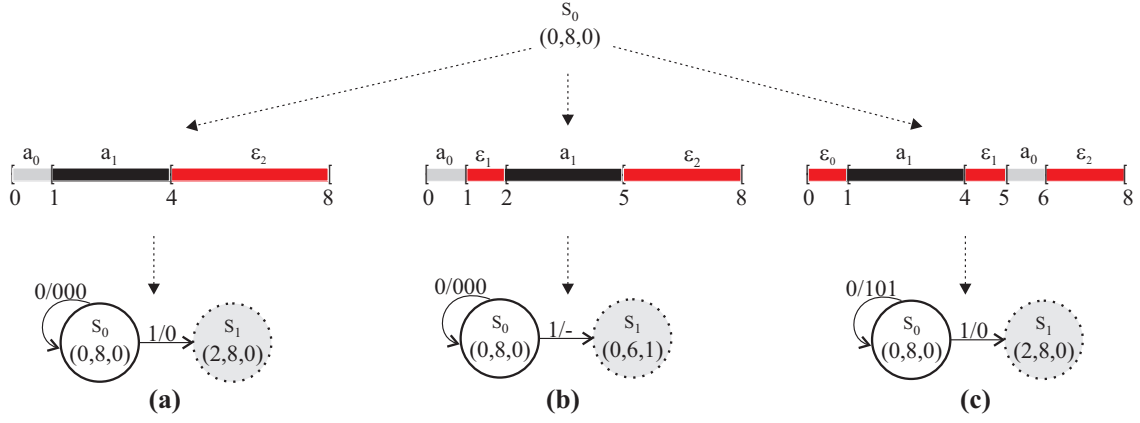 S₀
(0,8,0)
a₀ a₁ ε₂
0 1 4 8
a₀ ε₁ a₁ ε₂
0 1 2 5 8
ε₀ a₁ ε₁ a₀ ε₂
0 1 4 5 6 8
0/000
S₀
(0,8,0)
1/0
S₁
(2,8,0)
(a)
0/000
S₀
(0,8,0)
1/-
S₁
(0,6,1)
(b)
0/101
S₀
(0,8,0)
1/0
S₁
(2,8,0)
(c)